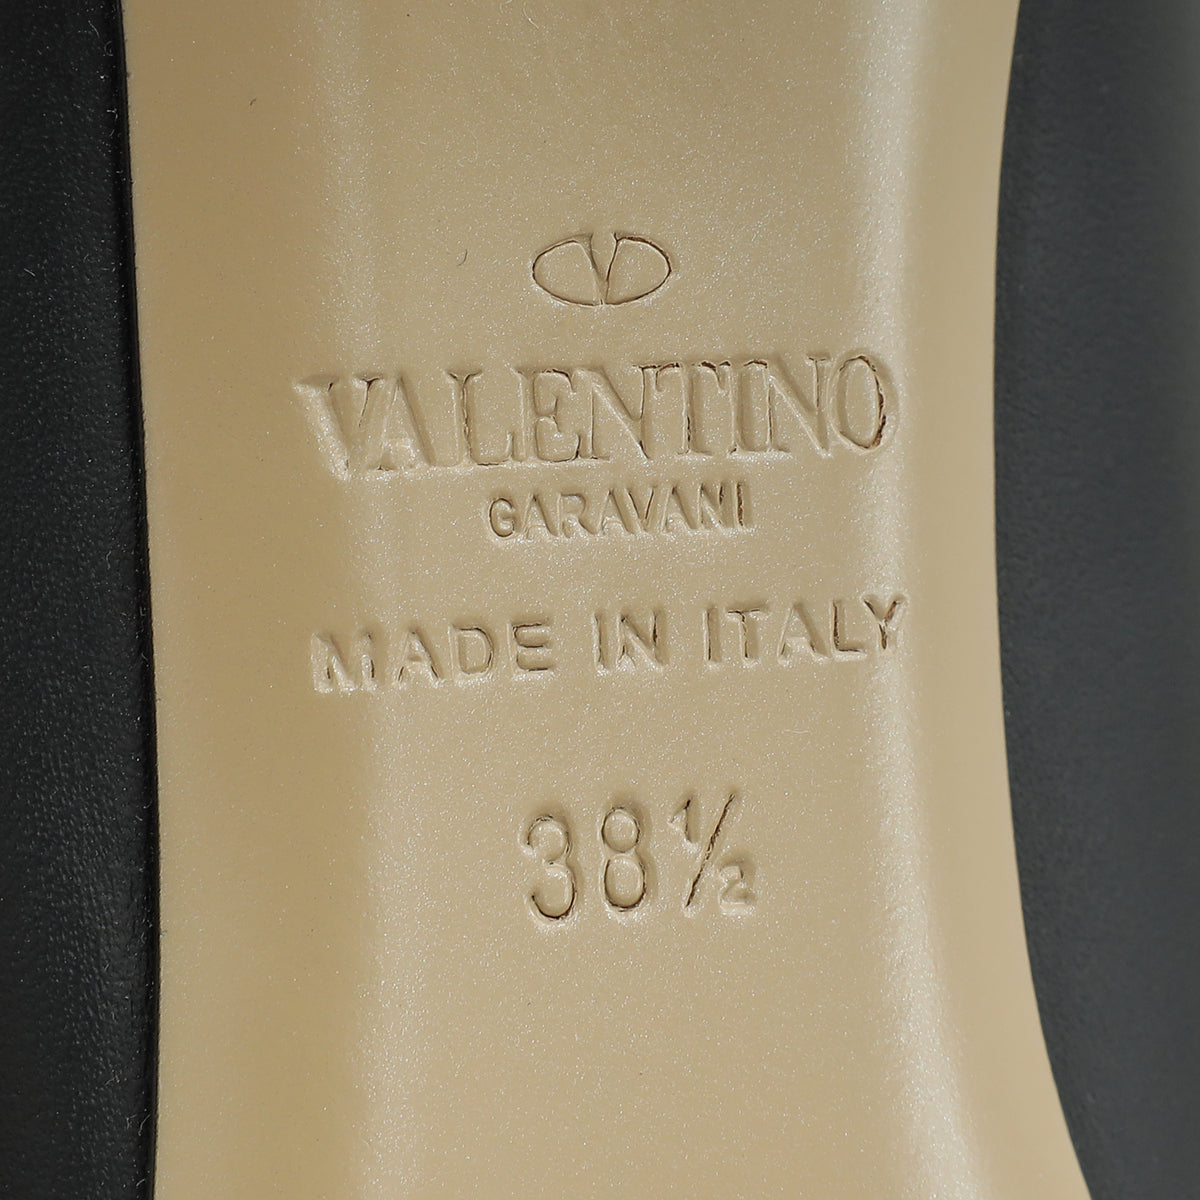 VALENTINO
GARAVANI
MADE IN ITALY
38½